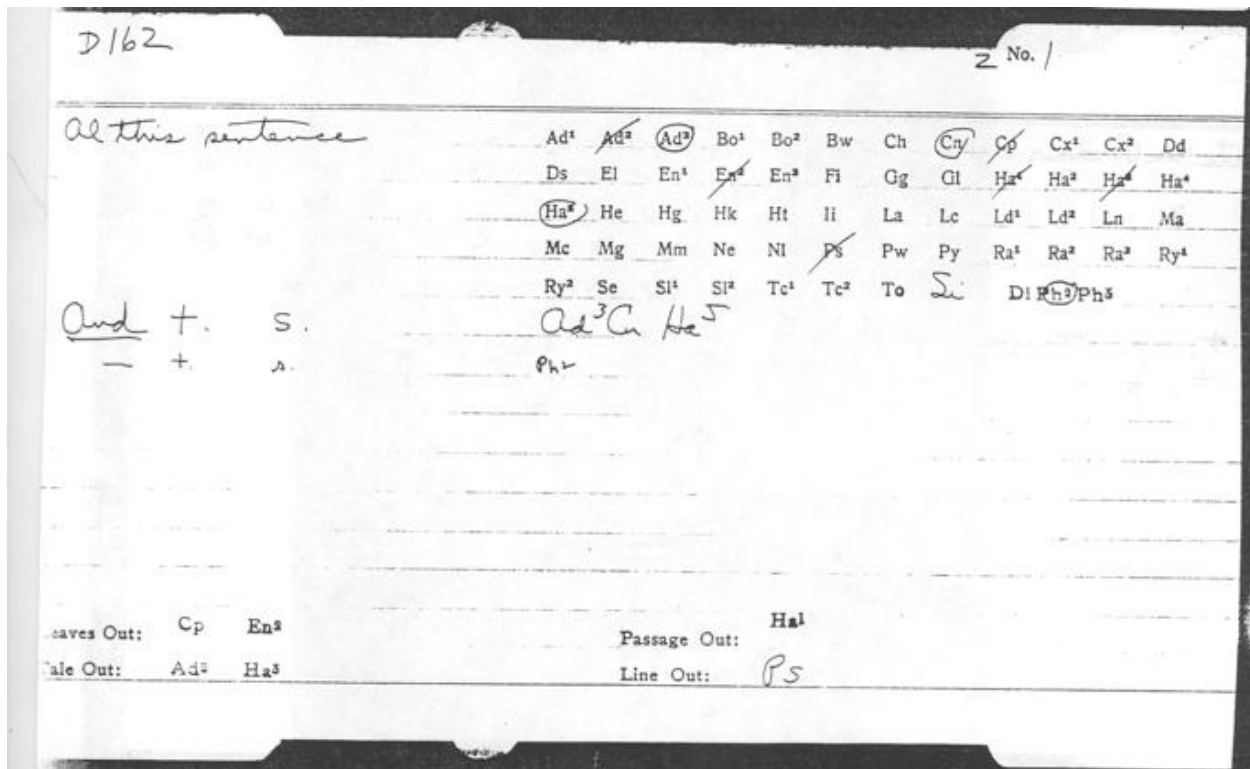 D162
2 No. 1
Al this sentence
Ad¹ Ad² Ad³ Bo¹ Bo² Bw Ch Cn Cp Cx¹ Cx² Dd
Ds El En¹ En² En³ Fi Gg Gl Ha¹ Ha² Ha³ Ha⁴
Ha⁵ He Hg Hk Ht Ii La Lc Ld¹ Ld² Ln Ma
Mc Mg Mm Ne Nl Ps Pw Py Ra¹ Ra² Ra³ Ry¹
Ry² Se Sl¹ Sl² Tc¹ Tc² To Si Dl Ph² Ph³
And t. s. Ad³ Cn Ha⁵
— t. s. Ph²
eaves Out: Cp En² Passage Out: Ha¹
ale Out: Ad² Ha³ Line Out: Ps